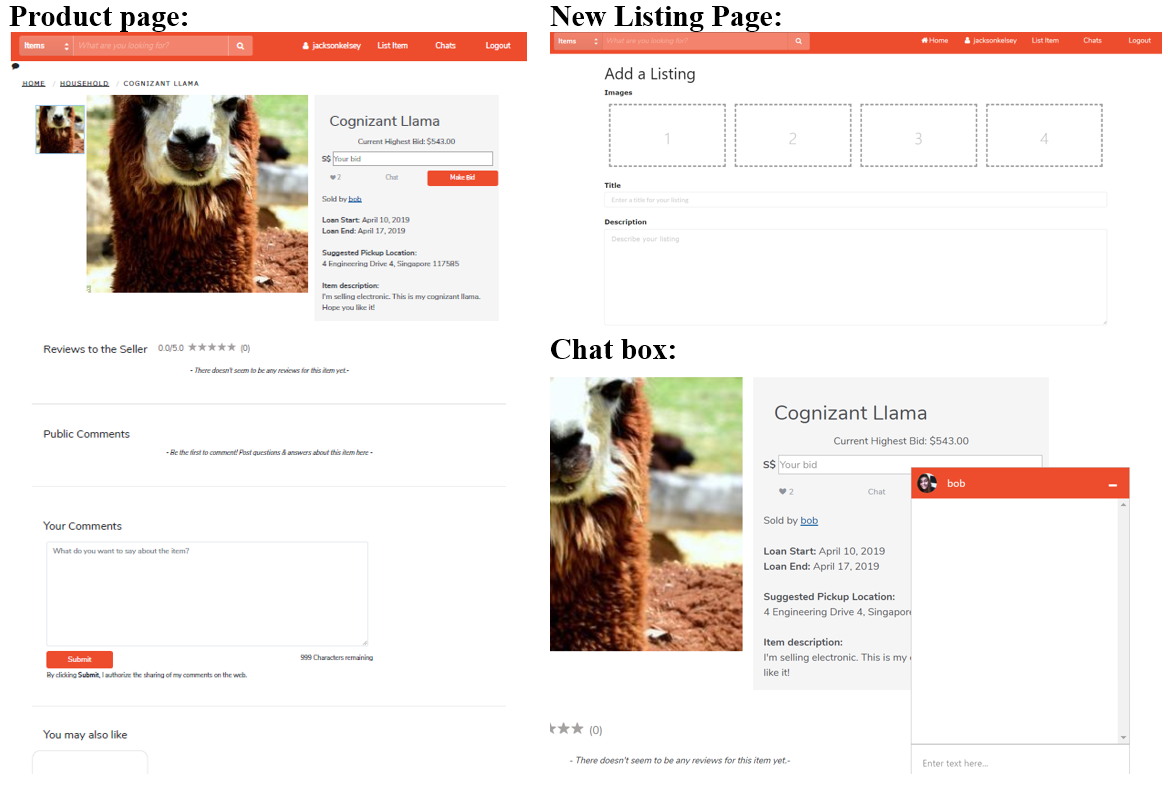 Product page:
Items What are you looking for? jacksonkelsey List Item Chats Logout
HOME / HOUSEHOLD / COGNIZANT LLAMA
Cognizant Llama
Current Highest Bid: $543.00
S$ Your bid
2 Chat Make Bid
Sold by bob
Loan Start: April 10, 2019
Loan End: April 17, 2019
Suggested Pickup Location:
4 Engineering Drive 4, Singapore 117585
Item description:
I'm selling electronic. This is my cognizant llama.
Hope you like it!
Reviews to the Seller 0.0/5.0 ★★★★★ (0)
- There doesn't seem to be any reviews for this item yet.-
Public Comments
- Be the first to comment! Post questions & answers about this item here -
Your Comments
What do you want to say about the item?
Submit 999 Characters remaining
By clicking Submit, I authorize the sharing of my comments on the web.
You may also like
New Listing Page:
Items What are you looking for? Home jacksonkelsey List Item Chats Logout
Add a Listing
Images
1 2 3 4
Title
Enter a title for your listing
Description
Describe your listing
Chat box:
Cognizant Llama
Current Highest Bid: $543.00
S$ Your bid
2 Chat
bob
Sold by bob
Loan Start: April 10, 2019
Loan End: April 17, 2019
Suggested Pickup Location:
4 Engineering Drive 4, Singapore
Item description:
I'm selling electronic. This is my
like it!
★★★ (0)
- There doesn't seem to be any reviews for this item yet.-
Enter text here...